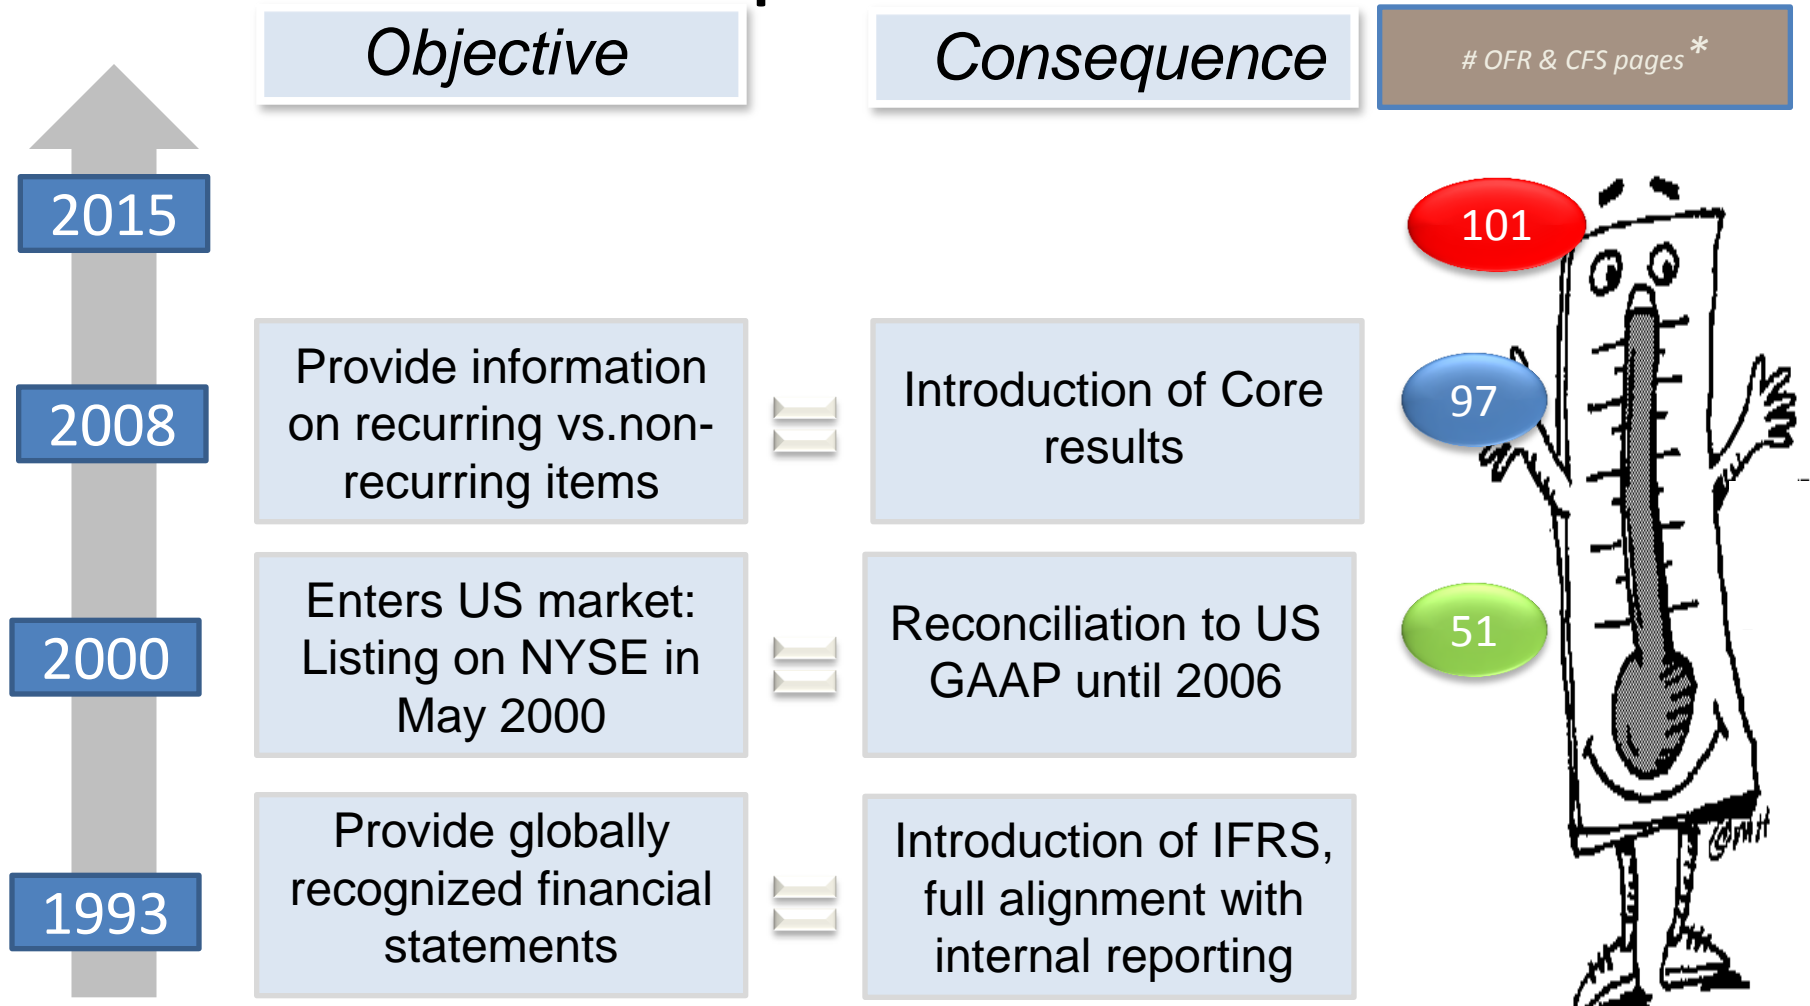 Objective
Consequence
# OFR & CFS pages*
2015
101
2008
Provide information
on recurring vs.non-
recurring items
Introduction of Core
results
97
2000
Enters US market:
Listing on NYSE in
May 2000
Reconciliation to US
GAAP until 2006
51
1993
Provide globally
recognized financial
statements
Introduction of IFRS,
full alignment with
internal reporting